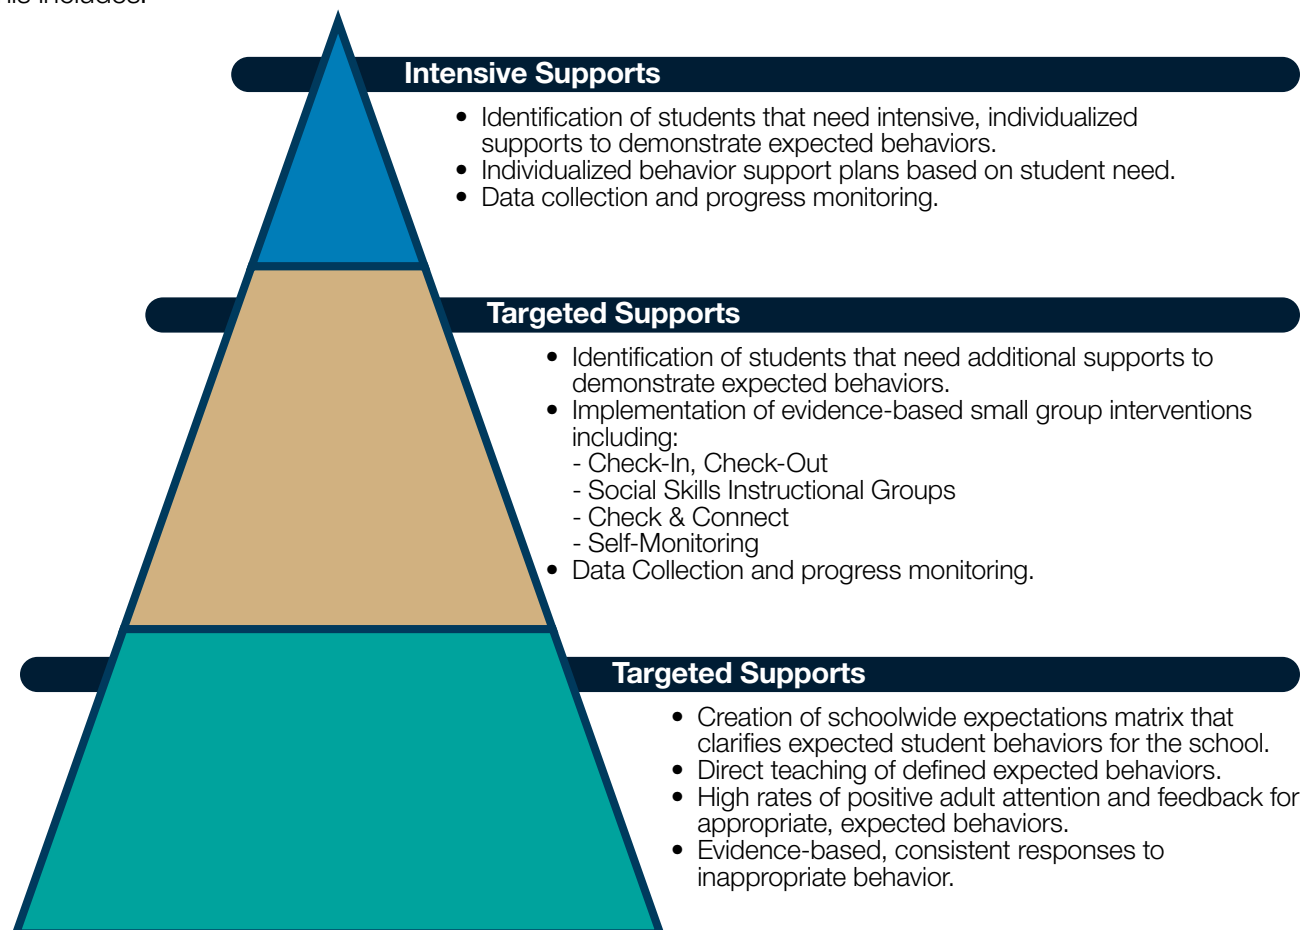 his includes:
Intensive Supports
• Identification of students that need intensive, individualized
supports to demonstrate expected behaviors.
• Individualized behavior support plans based on student need.
• Data collection and progress monitoring.
Targeted Supports
• Identification of students that need additional supports to
demonstrate expected behaviors.
• Implementation of evidence-based small group interventions
including:
- Check-In, Check-Out
- Social Skills Instructional Groups
- Check & Connect
- Self-Monitoring
• Data Collection and progress monitoring.
Targeted Supports
• Creation of schoolwide expectations matrix that
clarifies expected student behaviors for the school.
• Direct teaching of defined expected behaviors.
• High rates of positive adult attention and feedback for
appropriate, expected behaviors.
• Evidence-based, consistent responses to
inappropriate behavior.